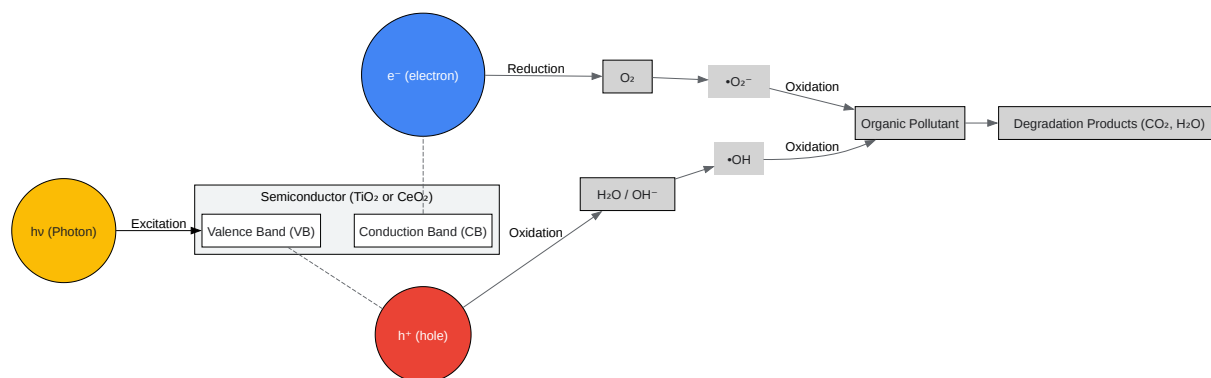 e⁻ (electron)
Reduction
O₂
•O₂⁻
Oxidation
Organic Pollutant
Degradation Products (CO₂, H₂O)
•OH
Oxidation
H₂O / OH⁻
Semiconductor (TiO₂ or CeO₂)
hν (Photon)
Excitation
Valence Band (VB)
Conduction Band (CB)
Oxidation
h⁺ (hole)